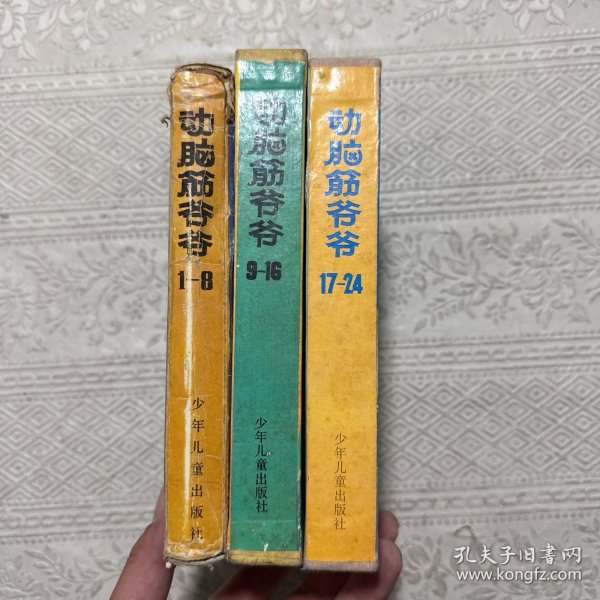 动脑筋爷爷
1-8
少年儿童出版社
动脑筋爷爷
9-16
少年儿童出版社
动脑筋爷爷
17-24
少年儿童出版社
孔夫子旧书网
www.kongfz.com